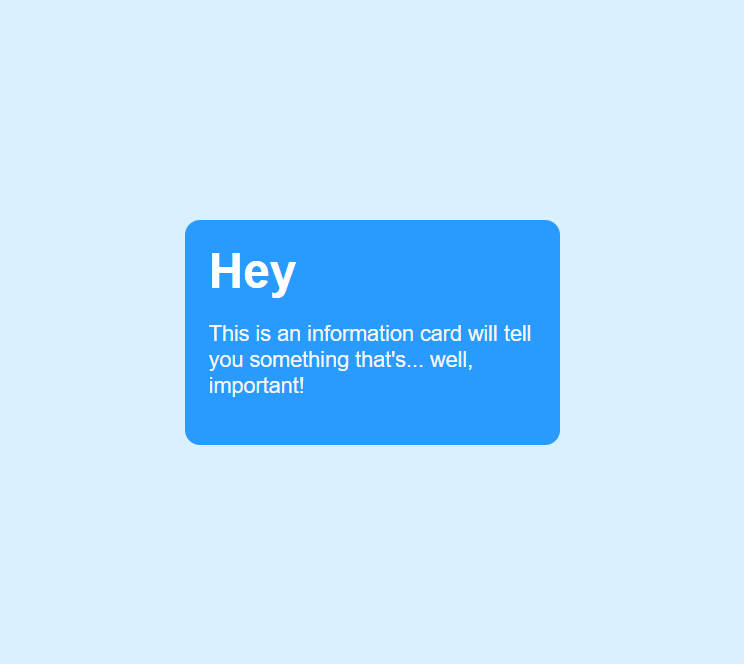 Hey
This is an information card will tell
you something that's... well,
important!